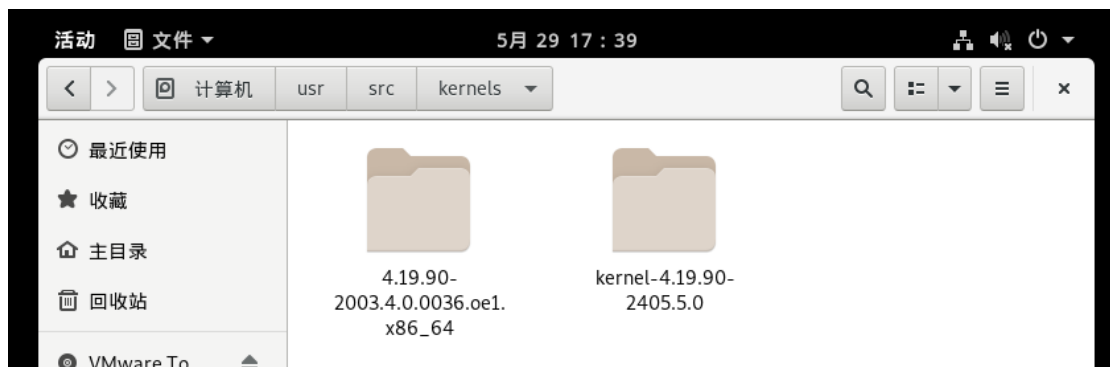 活动 文件 5月 29 17：39
计算机 usr src kernels
最近使用
收藏
主目录
回收站
VMware To
4.19.90-
2003.4.0.0036.oe1.
x86_64
kernel-4.19.90-
2405.5.0